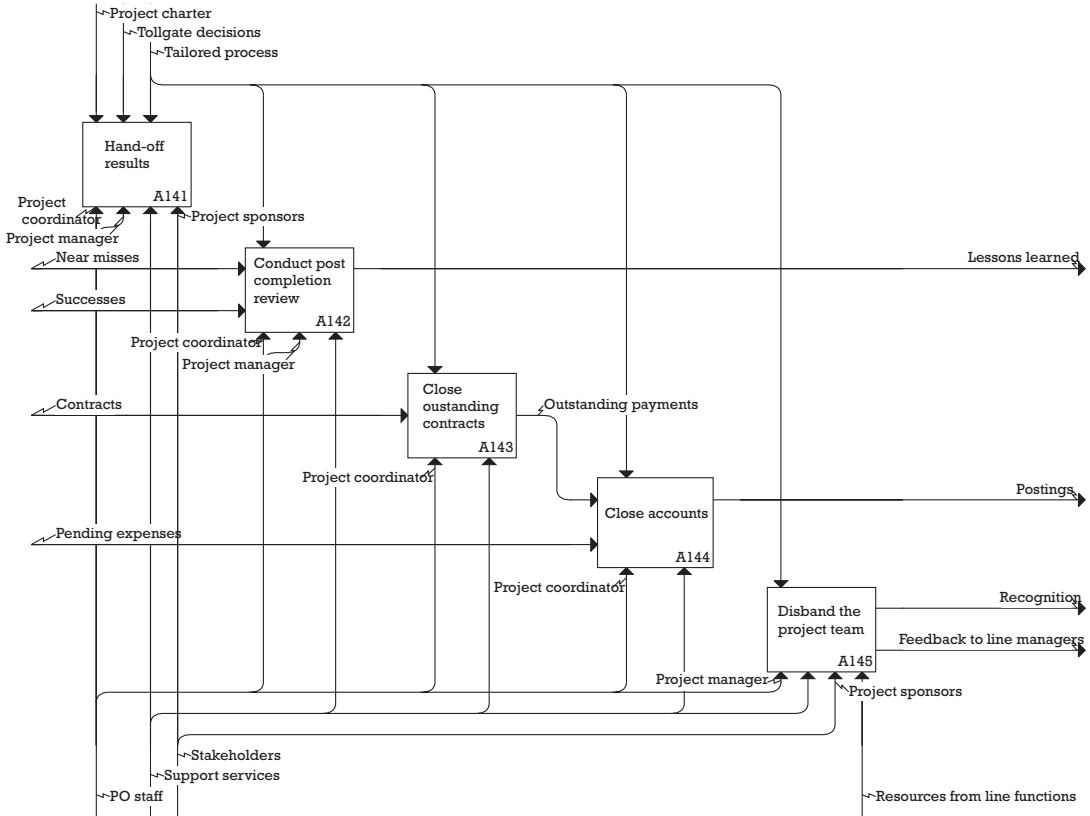 Project charter
Tollgate decisions
Tailored process
Hand-off
results
A141
Project
coordinator
Project manager
Project sponsors
Near misses
Successes
Conduct post
completion
review
A142
Lessons learned
Project coordinator
Project manager
Contracts
Close
oustanding
contracts
A143
Outstanding payments
Project coordinator
Pending expenses
Close accounts
A144
Postings
Project coordinator
Disband the
project team
A145
Recognition
Feedback to line managers
Project manager
Project sponsors
Stakeholders
Support services
PO staff
Resources from line functions